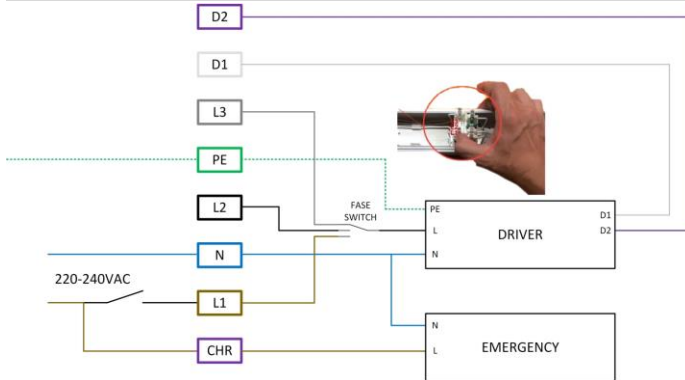 D2
D1
L3
PE
L2
FASE
SWITCH
PE
L
N
DRIVER
D1
D2
N
220-240VAC
L1
CHR
N
L
EMERGENCY